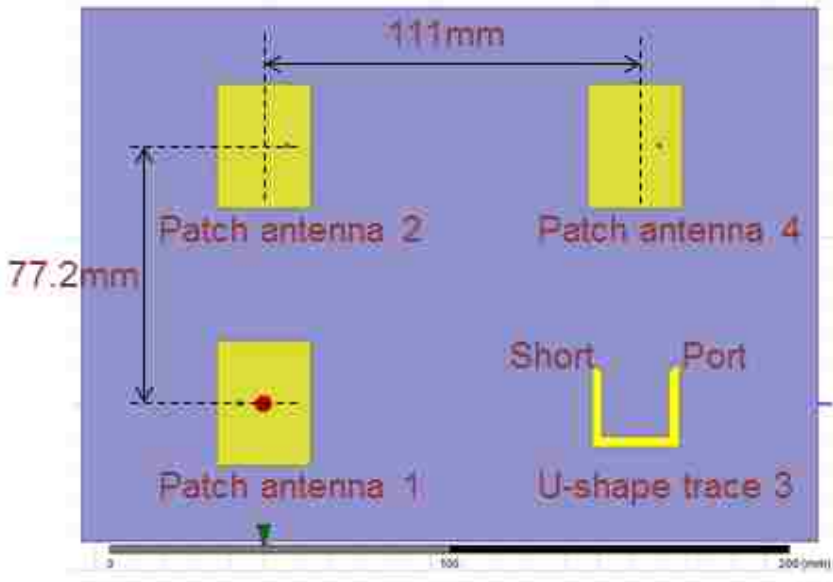 111mm
Patch antenna 2
Patch antenna 4
77.2mm
Short
Port
Patch antenna 1
U-shape trace 3
0
100
200 (mm)